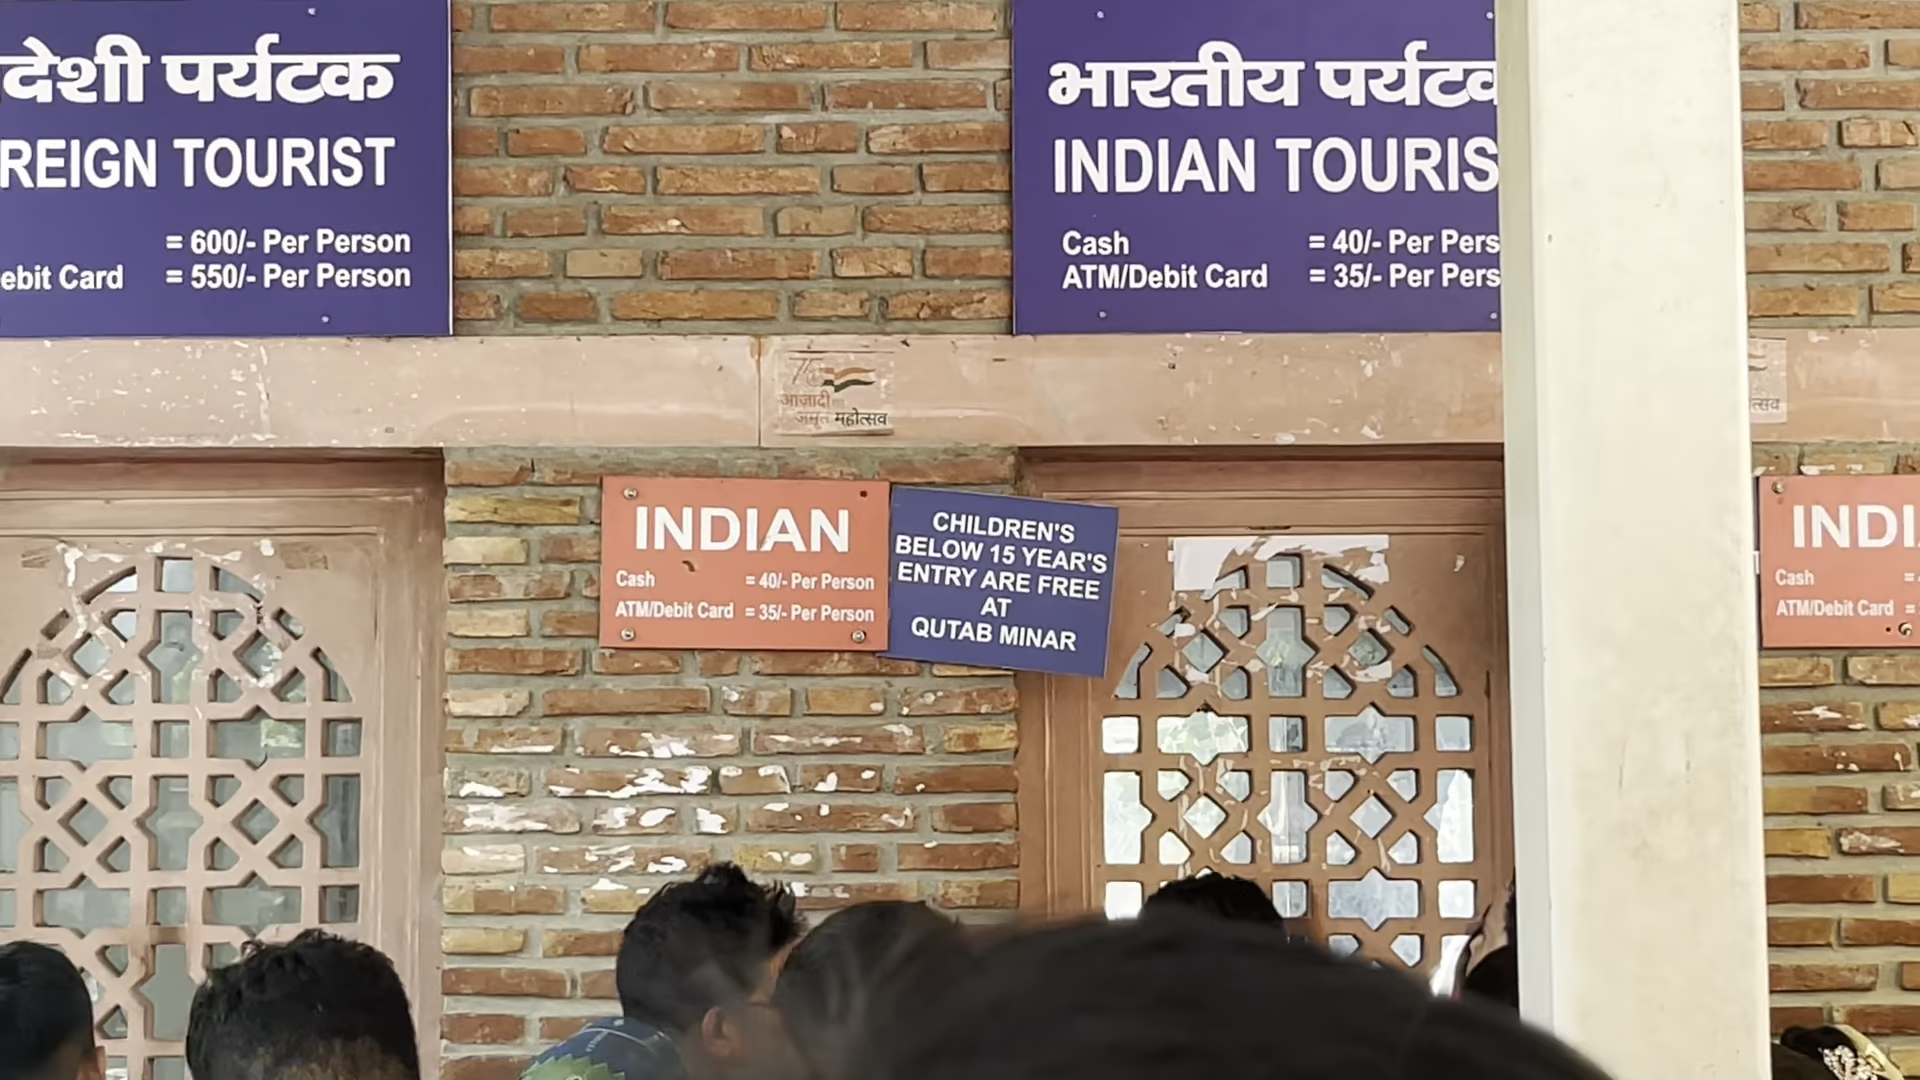 देशी पर्यटक
REIGN TOURIST
= 600/- Per Person
ebit Card = 550/- Per Person
भारतीय पर्यटक
INDIAN TOURIS
Cash = 40/- Per Pers
ATM/Debit Card = 35/- Per Pers
आज़ादी
अमृत महोत्सव
त्सव
INDIAN
Cash = 40/- Per Person
ATM/Debit Card = 35/- Per Person
CHILDREN'S
BELOW 15 YEAR'S
ENTRY ARE FREE
AT
QUTAB MINAR
INDI
Cash =
ATM/Debit Card =